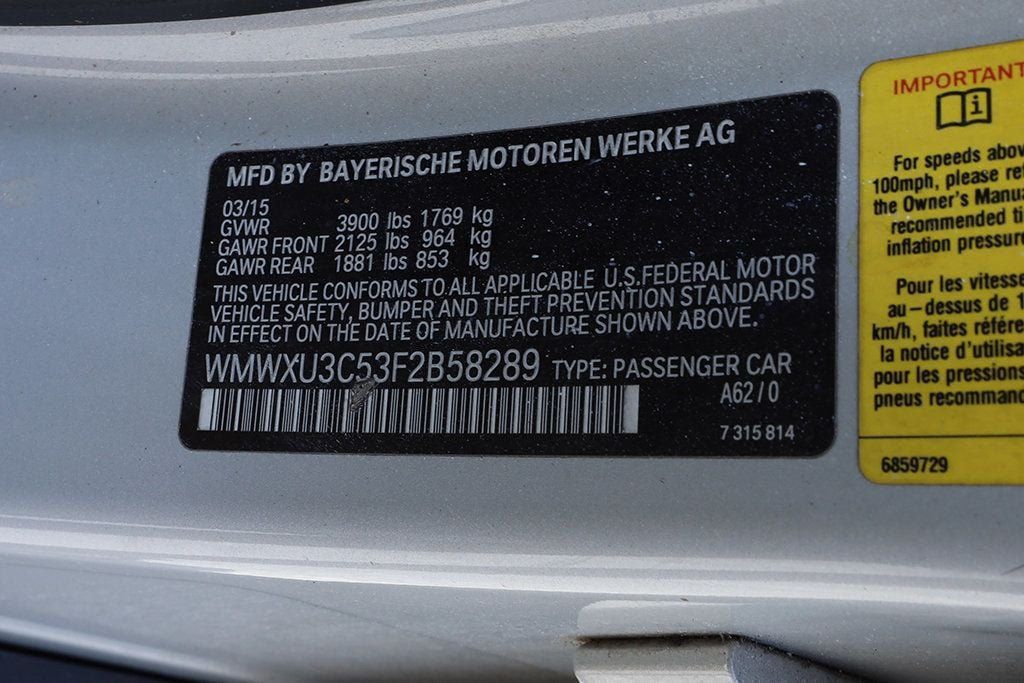 MFD BY BAYERISCHE MOTOREN WERKE AG
03/15
GVWR 3900 lbs 1769 kg
GAWR FRONT 2125 lbs 964 kg
GAWR REAR 1881 lbs 853 kg
THIS VEHICLE CONFORMS TO ALL APPLICABLE U.S.FEDERAL MOTOR
VEHICLE SAFETY, BUMPER AND THEFT PREVENTION STANDARDS
IN EFFECT ON THE DATE OF MANUFACTURE SHOWN ABOVE.
WMWXU3C53F2B58289 TYPE: PASSENGER CAR
A62/0
7 315 814
IMPORTANT
i
For speeds abov
100mph, please ref
the Owner's Manua
recommended ti
inflation pressure
Pour les vitesse
au-dessus de 1
km/h, faites référe
la notice d'utilisa
pour les pressions
pneus recommand
6859729